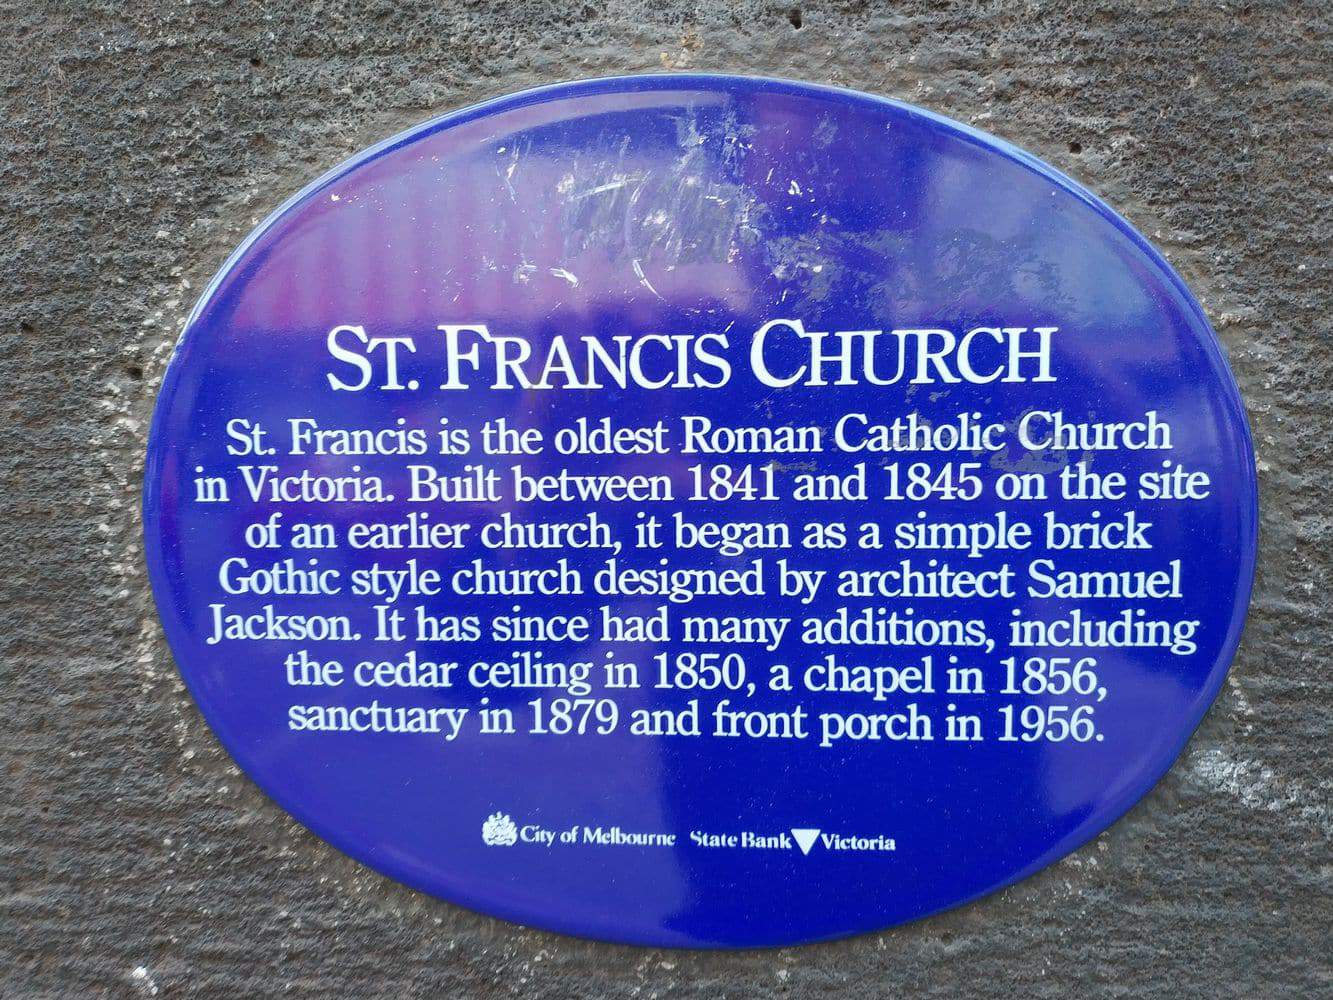 ST. FRANCIS CHURCH
St. Francis is the oldest Roman Catholic Church
in Victoria. Built between 1841 and 1845 on the site
of an earlier church, it began as a simple brick
Gothic style church designed by architect Samuel
Jackson. It has since had many additions, including
the cedar ceiling in 1850, a chapel in 1856,
sanctuary in 1879 and front porch in 1956.
City of Melbourne State Bank Victoria